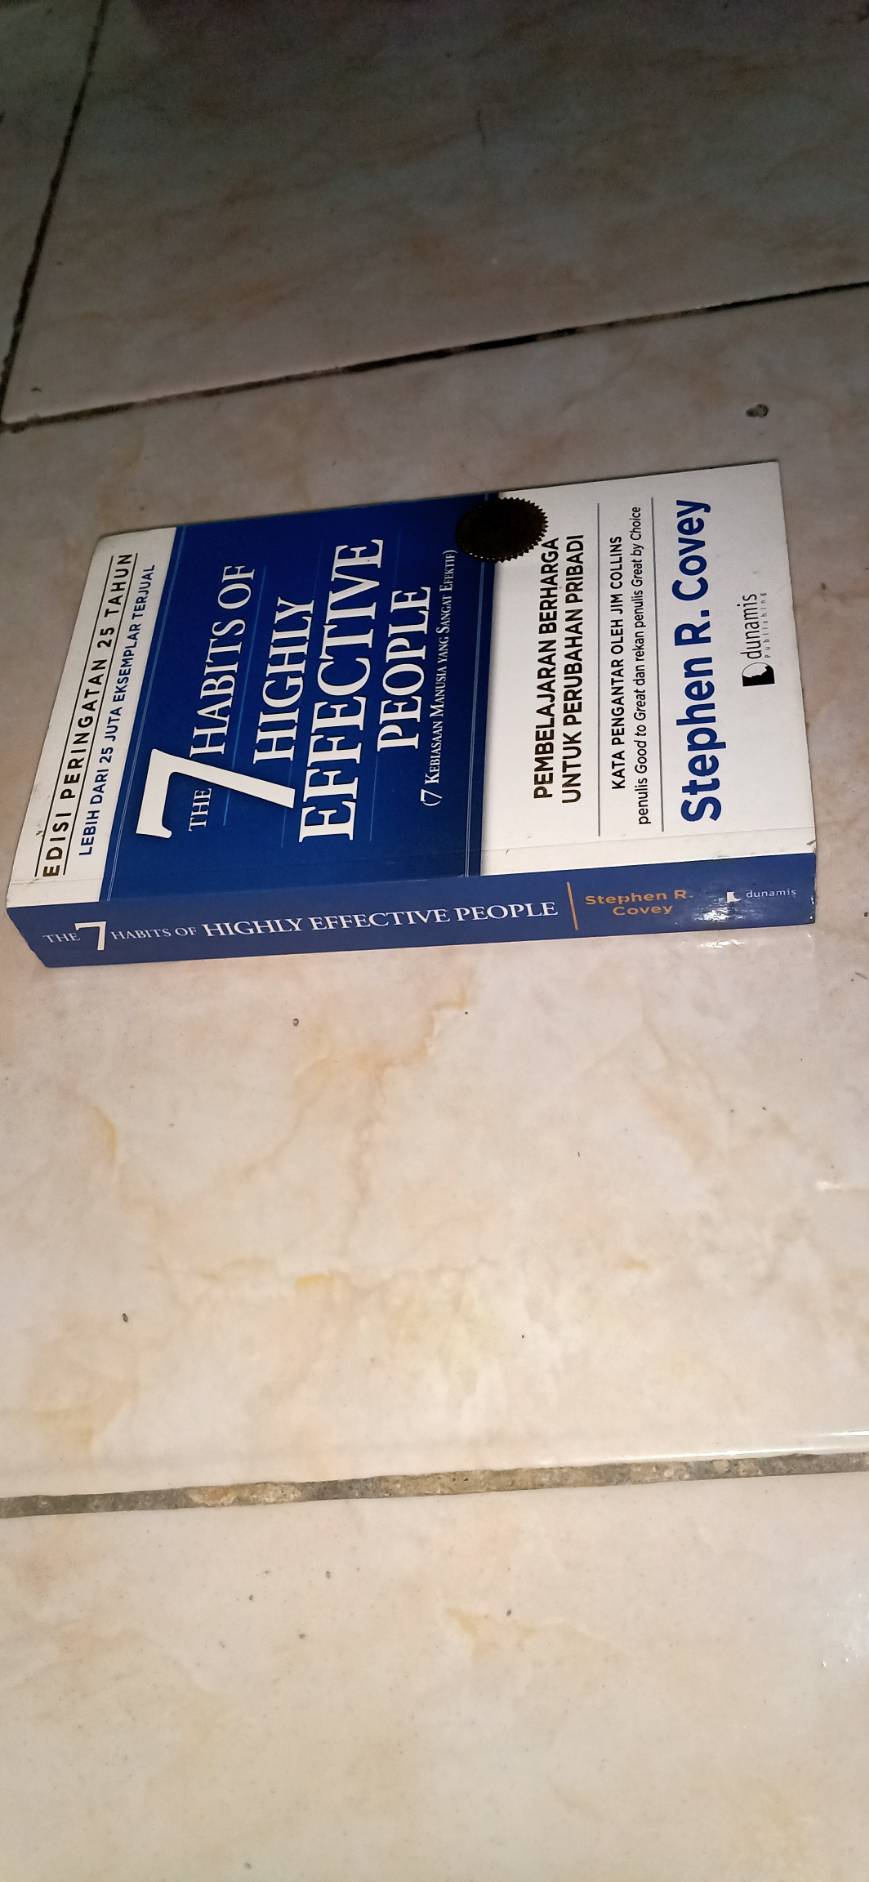 EDISI PERINGATAN 25 TAHUN
LEBIH DARI 25 JUTA EKSEMPLAR TERJUAL
THE 7 HABITS OF
HIGHLY
EFFECTIVE
PEOPLE
(7 KEBIASAAN MANUSIA YANG SANGAT EFEKTIF)
PEMBELAJARAN BERHARGA
UNTUK PERUBAHAN PRIBADI
KATA PENGANTAR OLEH JIM COLLINS
penulis Good to Great dan rekan penulis Great by Choice
Stephen R. Covey
dunamis
Publishing
THE 7 HABITS OF HIGHLY EFFECTIVE PEOPLE
Stephen R.
Covey
dunamis